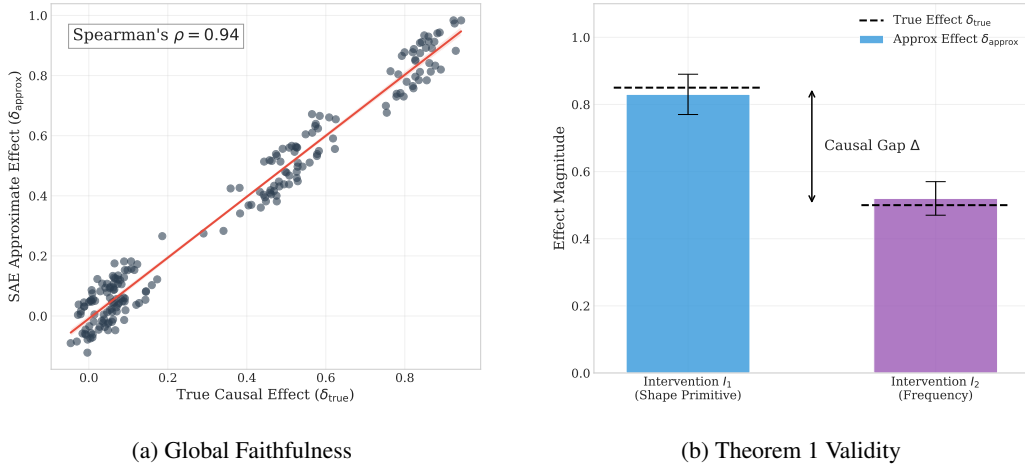 Spearman's ρ = 0.94
SAE Approximate Effect (δapprox)
1.0
0.8
0.6
0.4
0.2
0.0
0.0 0.2 0.4 0.6 0.8
True Causal Effect (δtrue)
(a) Global Faithfulness
True Effect δtrue
Approx Effect δapprox
Effect Magnitude
1.0
0.8
0.6
0.4
0.2
0.0
Causal Gap Δ
Intervention I1
(Shape Primitive)
Intervention I2
(Frequency)
(b) Theorem 1 Validity